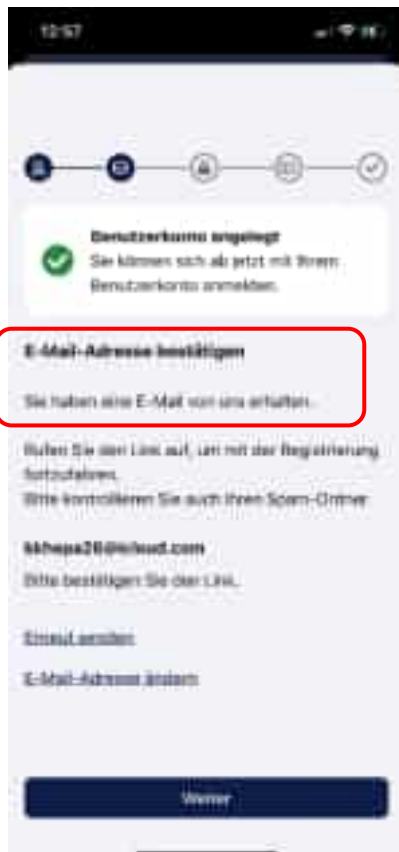 12:57
Benutzerkonto angelegt
Sie können sich ab jetzt mit Ihrem
Benutzerkonto anmelden.
E-Mail-Adresse bestätigen
Sie haben eine E-Mail von uns erhalten.
Rufen Sie den Link auf, um mit der Registrierung
fortzufahren.
Bitte kontrollieren Sie auch Ihren Spam-Ordner
Bitte bestätigen Sie den Link.
Erneut senden
E-Mail-Adresse ändern
Weiter